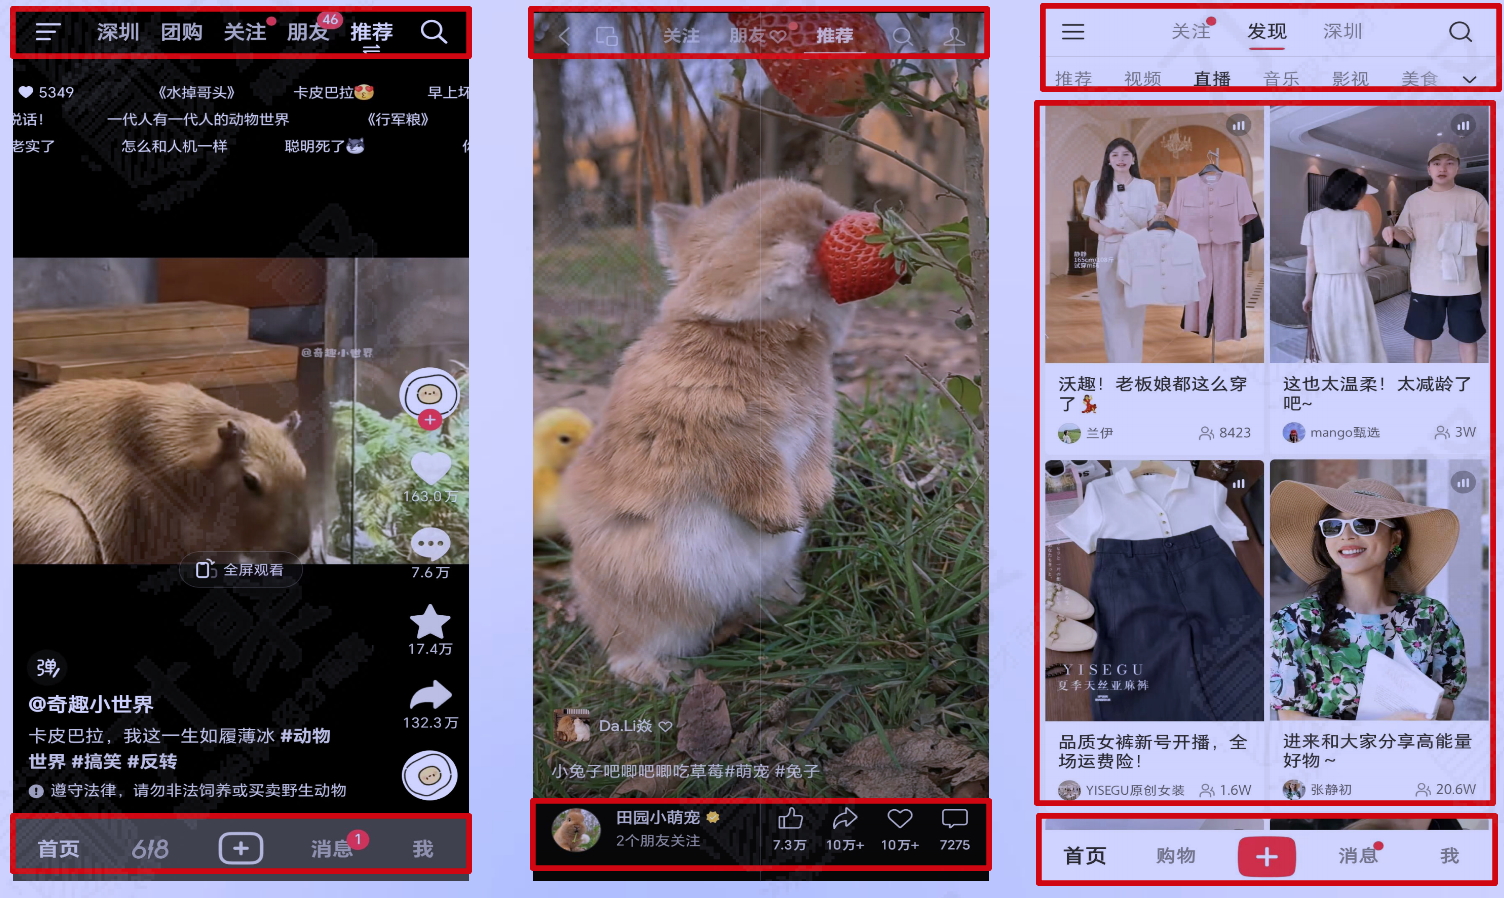 深圳 团购 关注 朋友 46 推荐
5349 《水掉哥头》 卡皮巴拉😍 早上坏
说话！ 一代人有一代人的动物世界 《行军粮》
老实了 怎么和人机一样 聪明死了
@奇趣小世界
163.0万
7.6万
全屏观看
17.4万
弹
132.3万
@奇趣小世界
卡皮巴拉，我这一生如履薄冰 #动物
世界 #搞笑 #反转
遵守法律，请勿非法饲养或买卖野生动物
首页 618 消息 1 我
关注 朋友♡ 推荐
Da.Li焱 ♡
小兔子吧唧吧唧吃草莓#萌宠 #兔子
田园小萌宠
2个朋友关注
7.3万 10万+ 10万+ 7275
关注 发现 深圳
推荐 视频 直播 音乐 影视 美食
静静
165cm/108斤
试穿m码
沃趣！老板娘都这么穿
了💃
兰伊 8423
这也太温柔！太减龄了
吧~
mango甄选 3W
YISEGU
夏季天丝亚麻裤
品质女裤新号开播，全
场运费险！
YISEGU原创女装 1.6W
进来和大家分享高能量
好物～
张静初 20.6W
首页 购物 消息 我